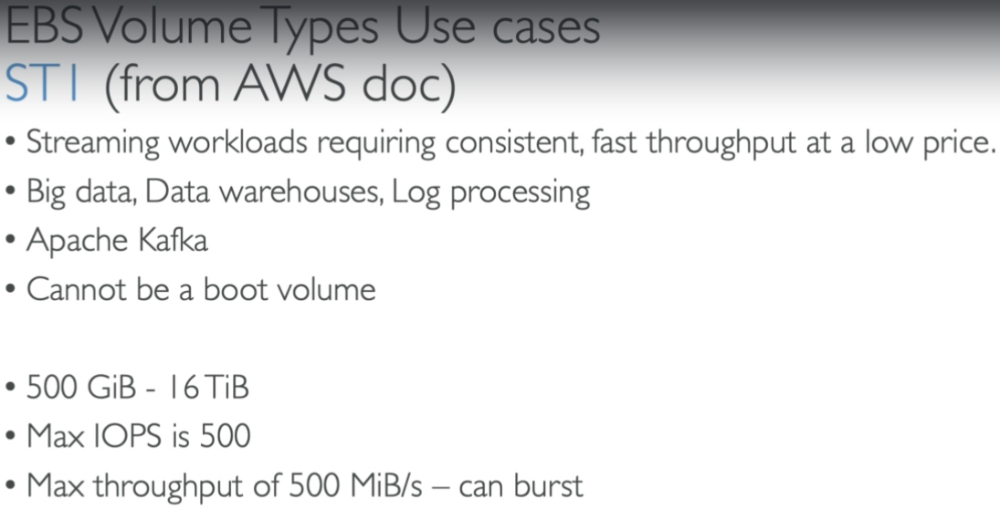 EBS Volume Types Use cases
ST1 (from AWS doc)
• Streaming workloads requiring consistent, fast throughput at a low price.
• Big data, Data warehouses, Log processing
• Apache Kafka
• Cannot be a boot volume
• 500 GiB - 16 TiB
• Max IOPS is 500
• Max throughput of 500 MiB/s – can burst